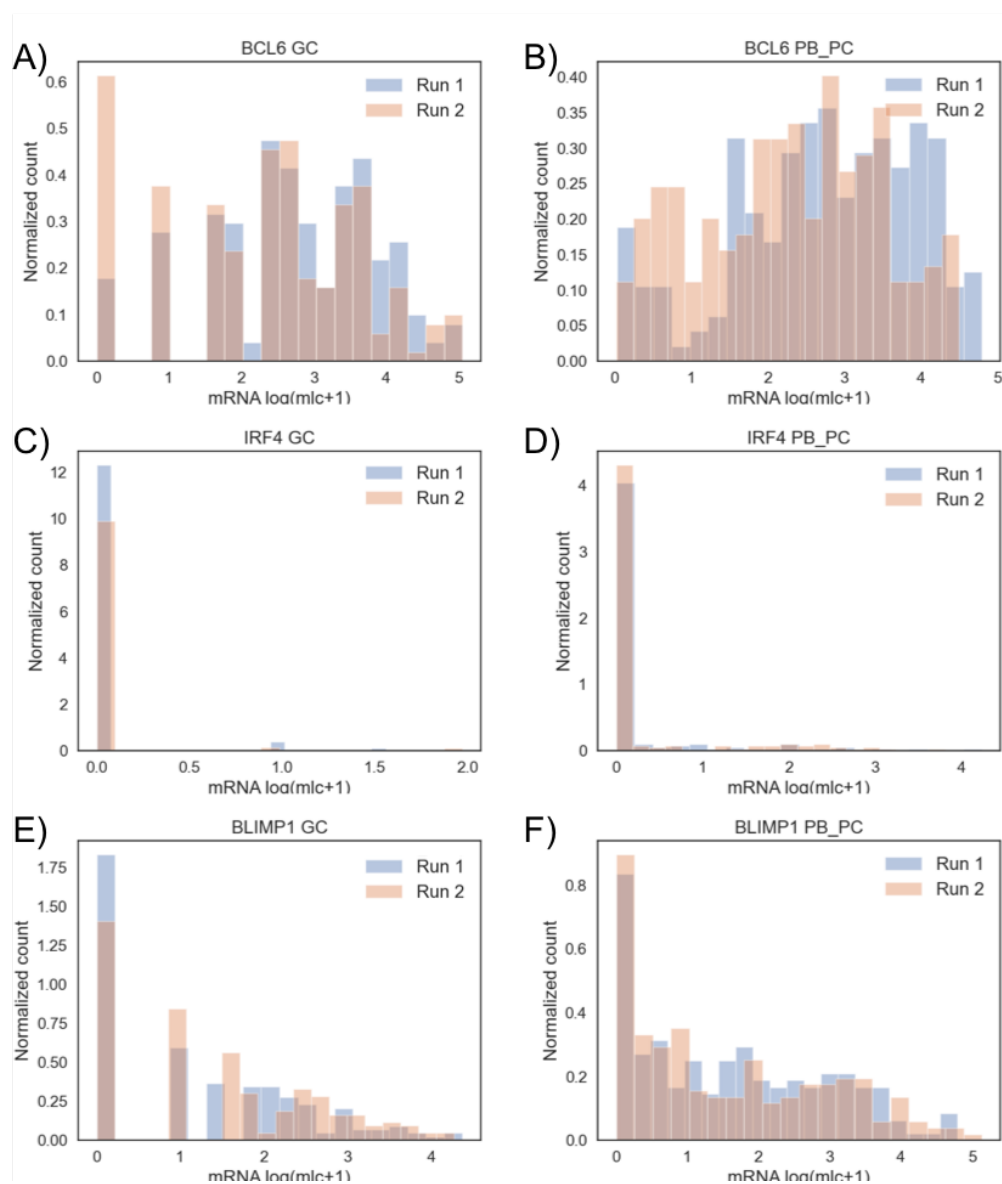 A)
BCL6 GC
Normalized count
0.6
0.5
0.4
0.3
0.2
0.1
0.0
0 1 2 3 4 5
mRNA log(mlc+1)
Run 1
Run 2
B)
BCL6 PB_PC
Normalized count
0.40
0.35
0.30
0.25
0.20
0.15
0.10
0.05
0.00
0 1 2 3 4 5
mRNA log(mlc+1)
Run 1
Run 2
C)
IRF4 GC
Normalized count
12
10
8
6
4
2
0
0.0 0.5 1.0 1.5 2.0
mRNA log(mlc+1)
Run 1
Run 2
D)
IRF4 PB_PC
Normalized count
4
3
2
1
0
0 1 2 3 4
mRNA log(mlc+1)
Run 1
Run 2
E)
BLIMP1 GC
Normalized count
1.75
1.50
1.25
1.00
0.75
0.50
0.25
0.00
0 1 2 3 4
mRNA log(mlc+1)
Run 1
Run 2
F)
BLIMP1 PB_PC
Normalized count
0.8
0.6
0.4
0.2
0.0
0 1 2 3 4 5
mRNA log(mlc+1)
Run 1
Run 2